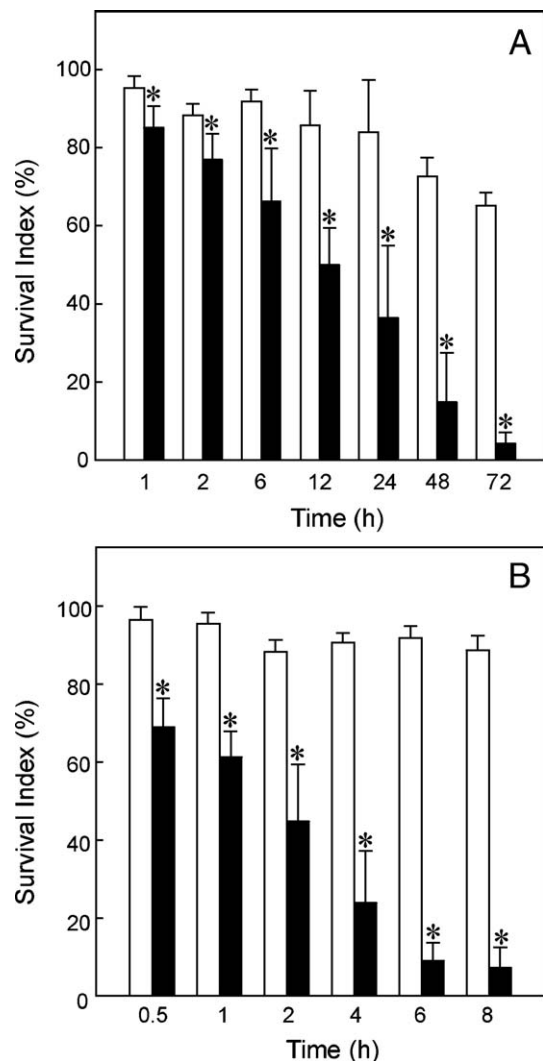 A
Survival Index (%)
100
80
60
40
20
0
* * * * * * *
1 2 6 12 24 48 72
Time (h)
B
Survival Index (%)
100
80
60
40
20
0
* * * * * *
0.5 1 2 4 6 8
Time (h)